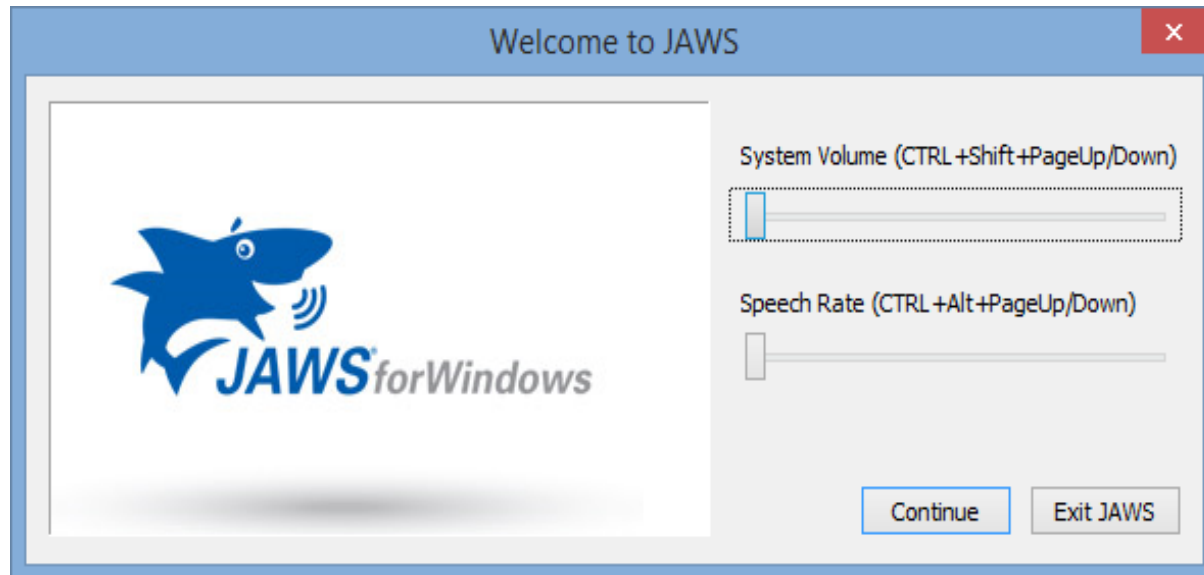 Welcome to JAWS
System Volume (CTRL+Shift+PageUp/Down)
Speech Rate (CTRL+Alt+PageUp/Down)
JAWS® forWindows
Continue
Exit JAWS